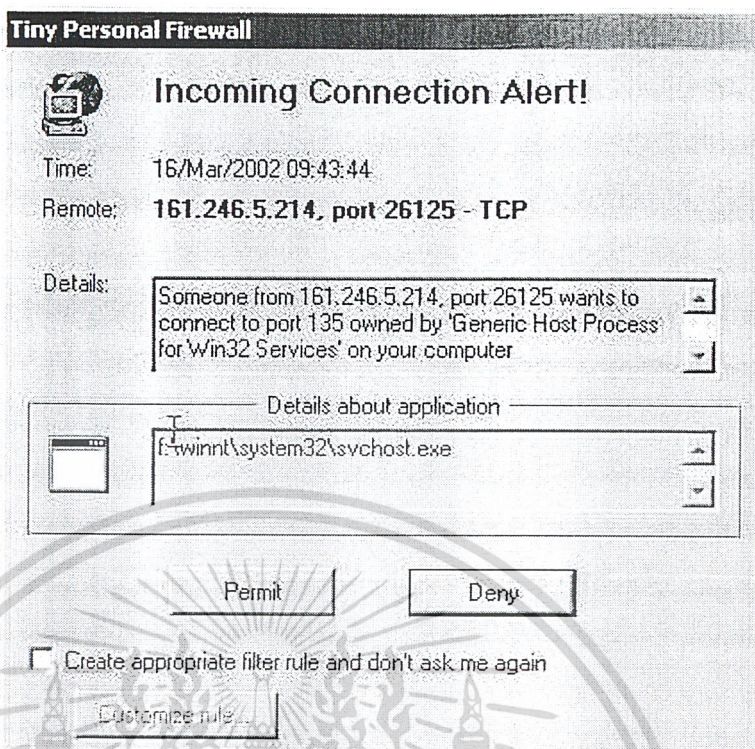 Tiny Personal Firewall
Incoming Connection Alert!
Time: 16/Mar/2002 09:43:44
Remote: 161.246.5.214, port 26125 - TCP
Details:
Someone from 161.246.5.214, port 26125 wants to
connect to port 135 owned by 'Generic Host Process
for Win32 Services' on your computer
Details about application
f:\winnt\system32\svchost.exe
Permit Deny
Create appropriate filter rule and don't ask me again
Customize rule...